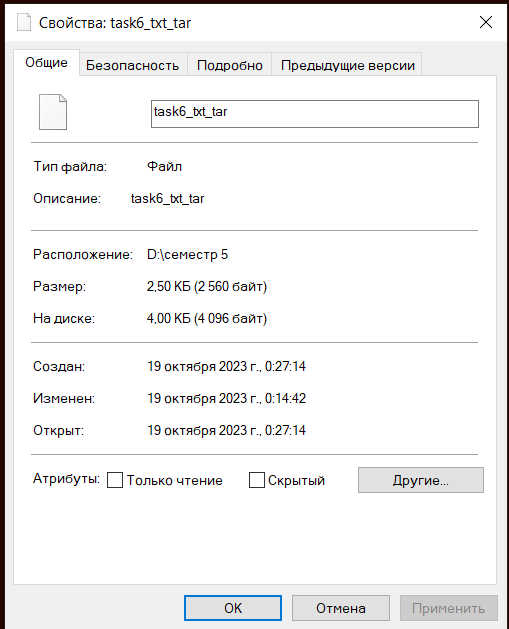 Свойства: task6_txt_tar
Общие Безопасность Подробно Предыдущие версии
task6_txt_tar
Тип файла: Файл
Описание: task6_txt_tar
Расположение: D:\семестр 5
Размер: 2,50 КБ (2 560 байт)
На диске: 4,00 КБ (4 096 байт)
Создан: 19 октября 2023 г., 0:27:14
Изменен: 19 октября 2023 г., 0:14:42
Открыт: 19 октября 2023 г., 0:27:14
Атрибуты: Только чтение Скрытый Другие...
OK Отмена Применить